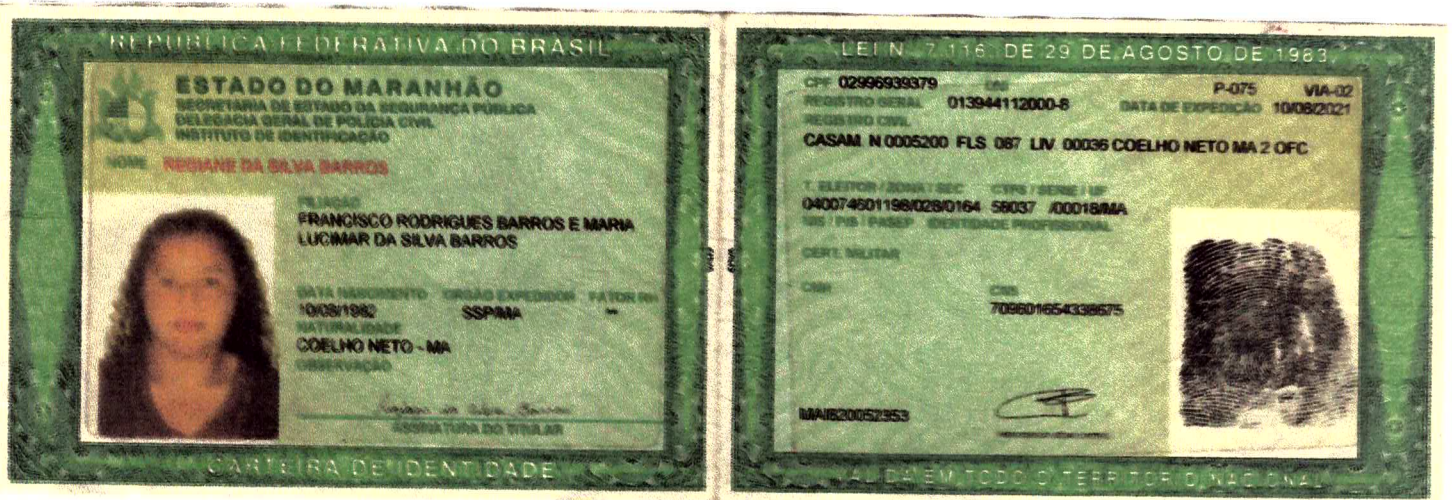 REPÚBLICA FEDERATIVA DO BRASIL
ESTADO DO MARANHÃO
SECRETARIA DE ESTADO DA SEGURANÇA PÚBLICA
DELEGACIA GERAL DE POLÍCIA CIVIL
INSTITUTO DE IDENTIFICAÇÃO
NOME REGIANE DA SILVA BARROS
FILIAÇÃO
FRANCISCO RODRIGUES BARROS E MARIA
LUCIMAR DA SILVA BARROS
DATA NASCIMENTO ORGÃO EXPEDIDOR FATOR RH
10/08/1982 SSP/MA --
NATURALIDADE
COELHO NETO - MA
OBSERVAÇÃO
ASSINATURA DO TITULAR
CARTEIRA DE IDENTIDADE
LEI N 7.116 DE 29 DE AGOSTO DE 1983
CPF 02996939379 P-075 VIA-02
REGISTRO GERAL 013944112000-8 DATA DE EXPEDIÇÃO 10/08/2021
REGISTRO CIVIL
CASAM. N.0005200 FLS. 087 LIV. 00036 COELHO NETO MA 2 OFC
T. ELEITOR / ZONA / SEC CTPS / SERIE / UF
040074601198/028/0164 58037 /00018/MA
NIS / PIS / PASEP IDENTIDADE PROFISSIONAL
CERT. MILITAR
CNH CNS
709601654338675
MAIB20052953
VALIDA EM TODO O TERRITORIO NACIONAL